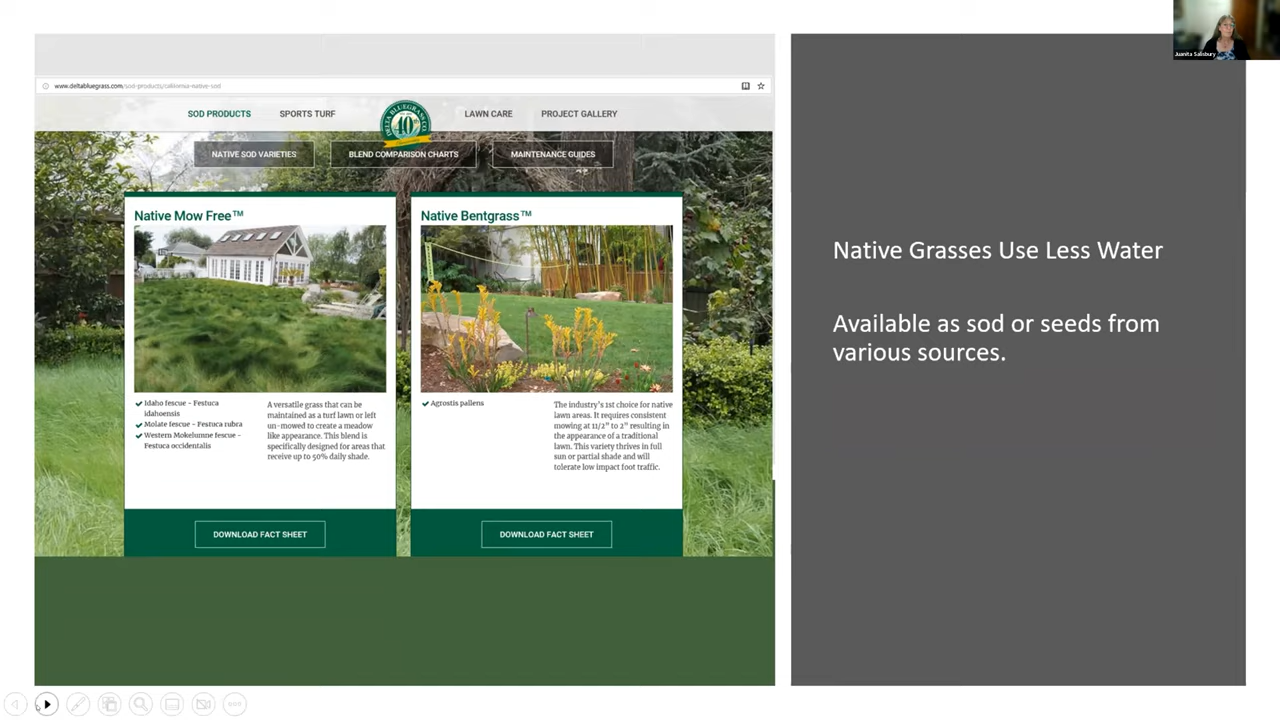 Juanita Salisbury
www.deltabluegrass.com/sod-products/california-native-sod
SOD PRODUCTS
SPORTS TURF
DELTA BLUEGRASS CO.
40
LAWN CARE
PROJECT GALLERY
NATIVE SOD VARIETIES
BLEND COMPARISON CHARTS
MAINTENANCE GUIDES
Native Mow Free™
Idaho fescue - Festuca
idahoensis
Molate fescue - Festuca rubra
Western Mokelumne fescue -
Festuca occidentalis
A versatile grass that can be
maintained as a turf lawn or left
un-mowed to create a meadow
like appearance. This blend is
specifically designed for areas that
receive up to 50% daily shade.
DOWNLOAD FACT SHEET
Native Bentgrass™
Agrostis pallens
The industry's 1st choice for native
lawn areas. It requires consistent
mowing at 11/2" to 2" resulting in
the appearance of a traditional
lawn. This variety thrives in full
sun or partial shade and will
tolerate low impact foot traffic.
DOWNLOAD FACT SHEET
Native Grasses Use Less Water
Available as sod or seeds from
various sources.